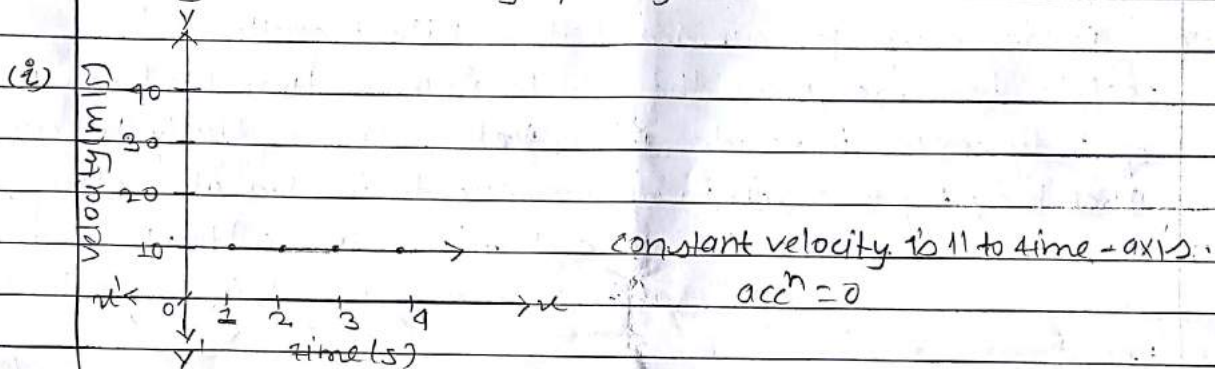 Y
(i)
velocity (m/s)
40
30
20
10
constant velocity is 11 to time-axis.
accⁿ = 0
x' 0 1 2 3 4 x
Y' time(s)